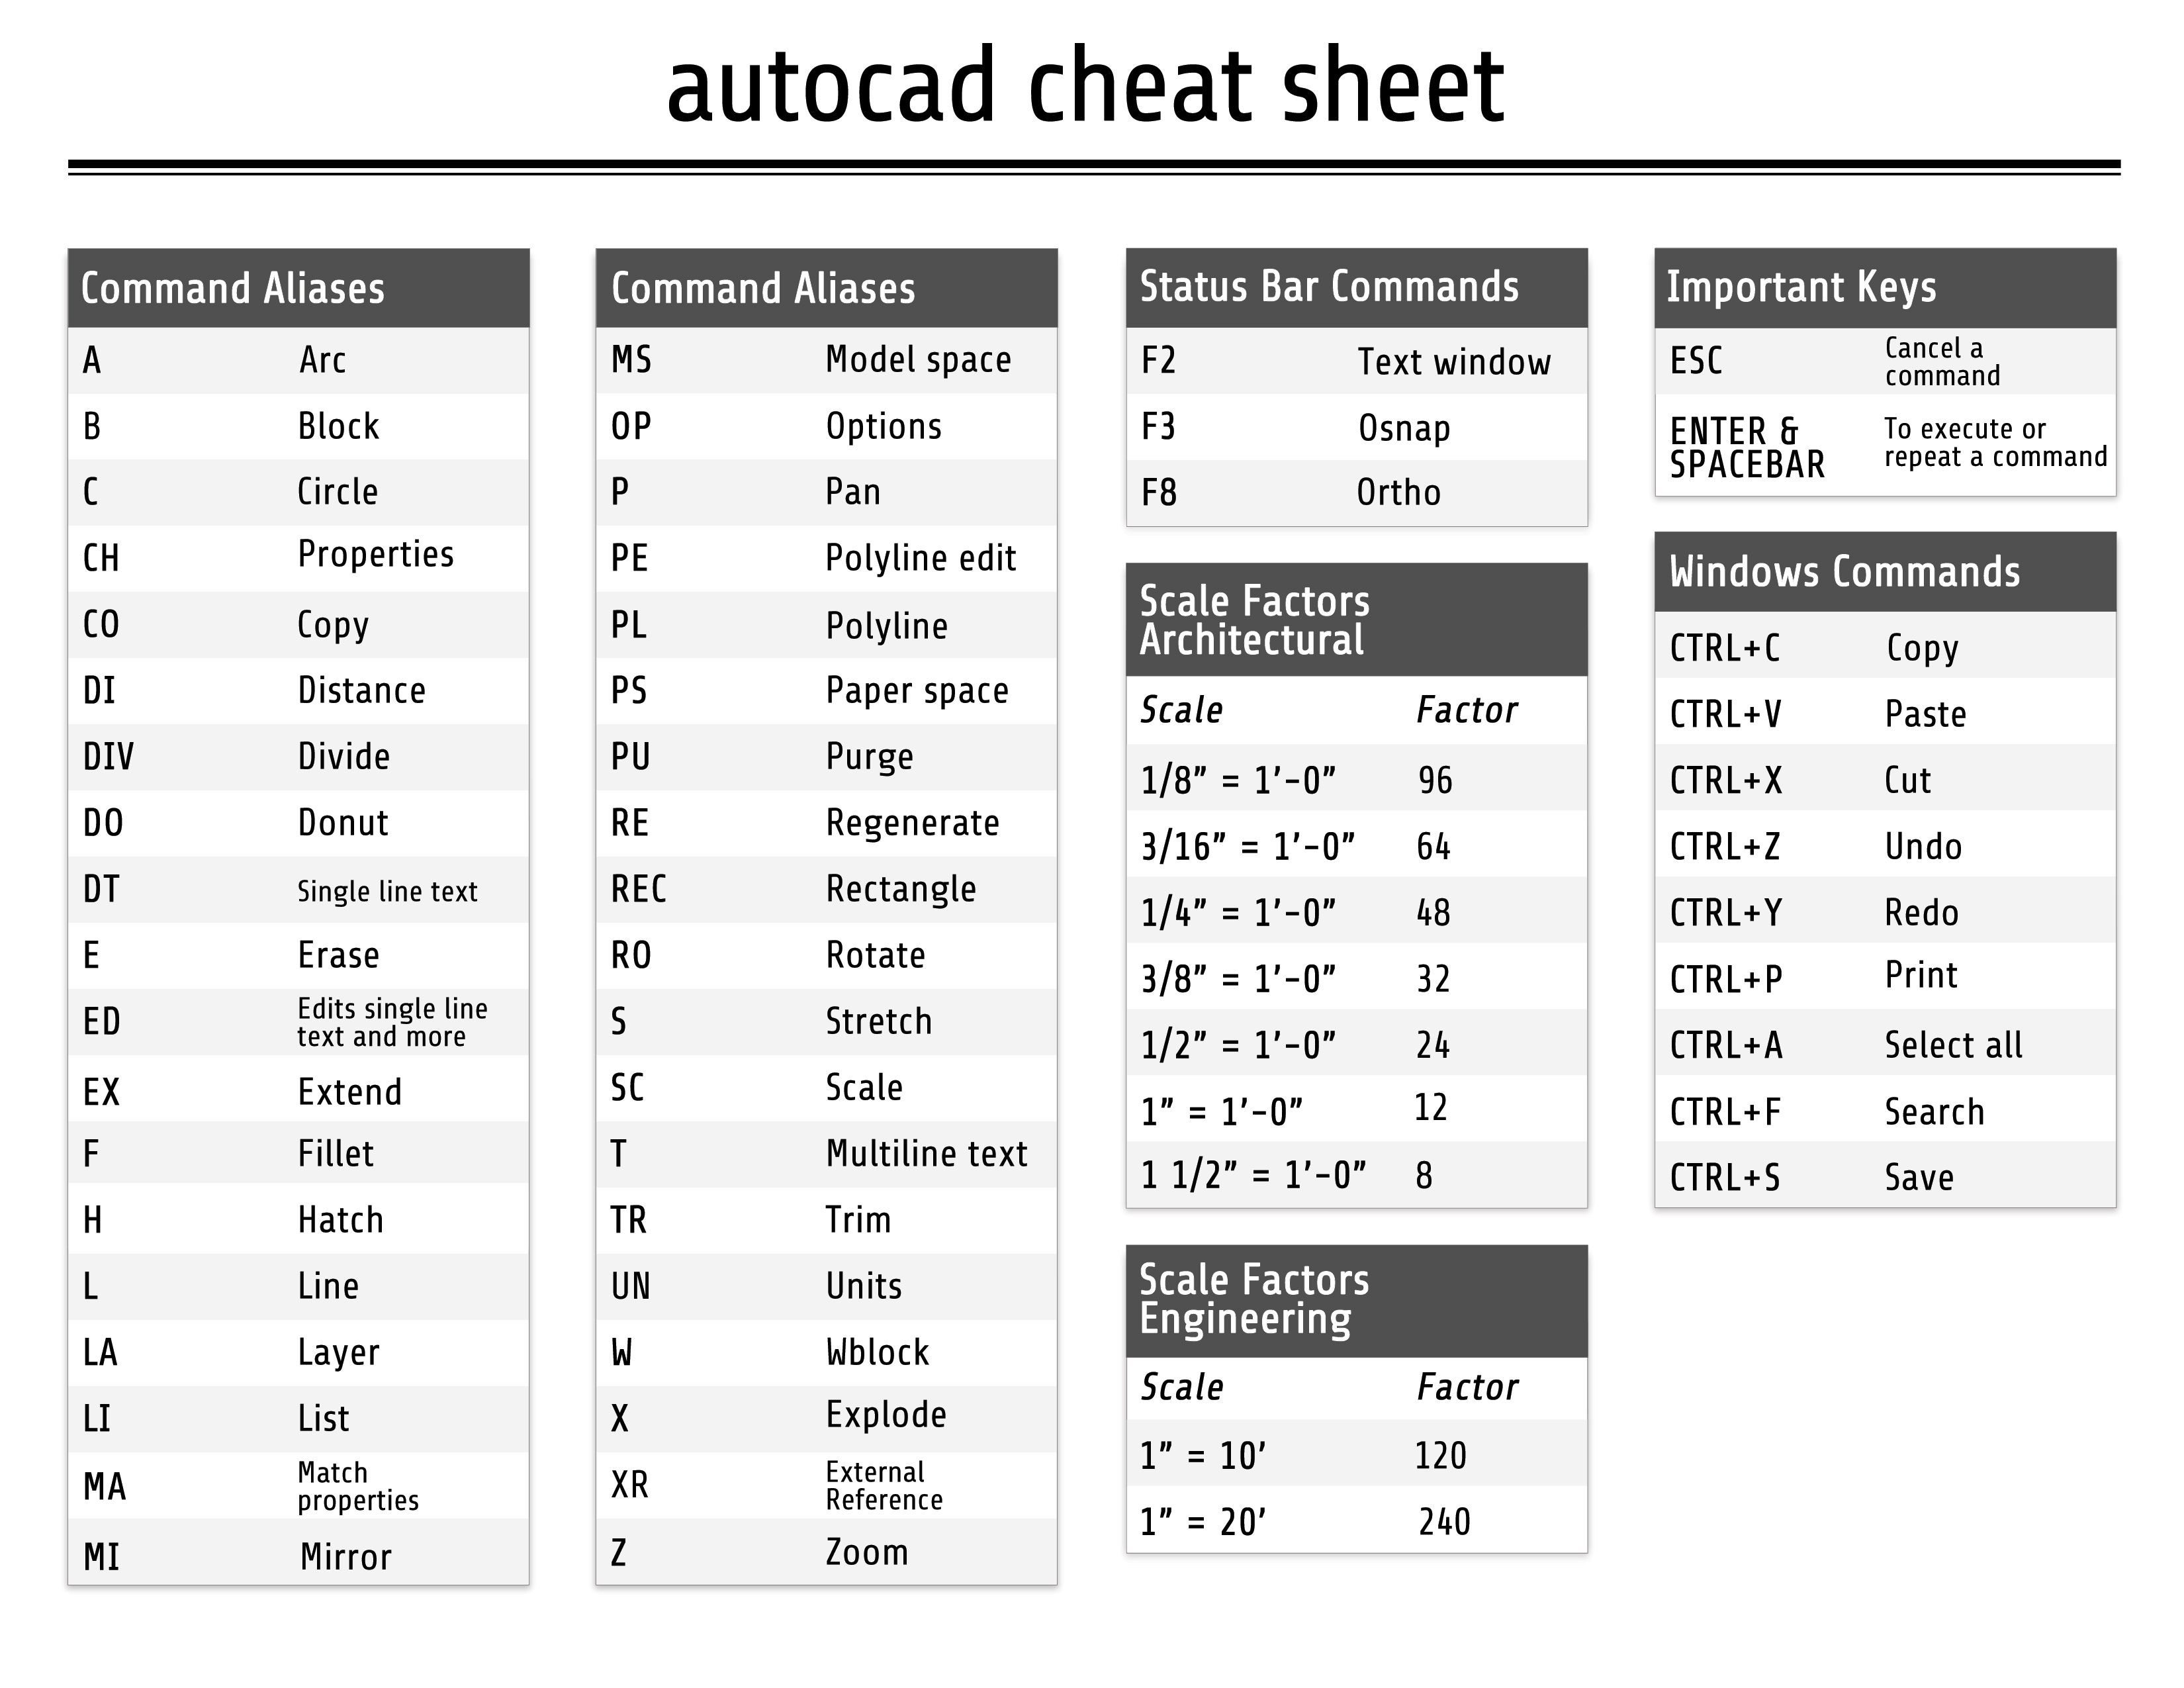 autocad cheat sheet
Command Aliases
A Arc
B Block
C Circle
CH Properties
CO Copy
DI Distance
DIV Divide
DO Donut
DT Single line text
E Erase
ED Edits single line
text and more
EX Extend
F Fillet
H Hatch
L Line
LA Layer
LI List
MA Match
properties
MI Mirror
Command Aliases
MS Model space
OP Options
P Pan
PE Polyline edit
PL Polyline
PS Paper space
PU Purge
RE Regenerate
REC Rectangle
RO Rotate
S Stretch
SC Scale
T Multiline text
TR Trim
UN Units
W Wblock
X Explode
XR External
Reference
Z Zoom
Status Bar Commands
F2 Text window
F3 Osnap
F8 Ortho
Scale Factors
Architectural
Scale Factor
1/8” = 1’-0” 96
3/16” = 1’-0” 64
1/4” = 1’-0” 48
3/8” = 1’-0” 32
1/2” = 1’-0” 24
1” = 1’-0” 12
1 1/2” = 1’-0” 8
Scale Factors
Engineering
Scale Factor
1” = 10’ 120
1” = 20’ 240
Important Keys
ESC Cancel a
command
ENTER & To execute or
SPACEBAR repeat a command
Windows Commands
CTRL+C Copy
CTRL+V Paste
CTRL+X Cut
CTRL+Z Undo
CTRL+Y Redo
CTRL+P Print
CTRL+A Select all
CTRL+F Search
CTRL+S Save